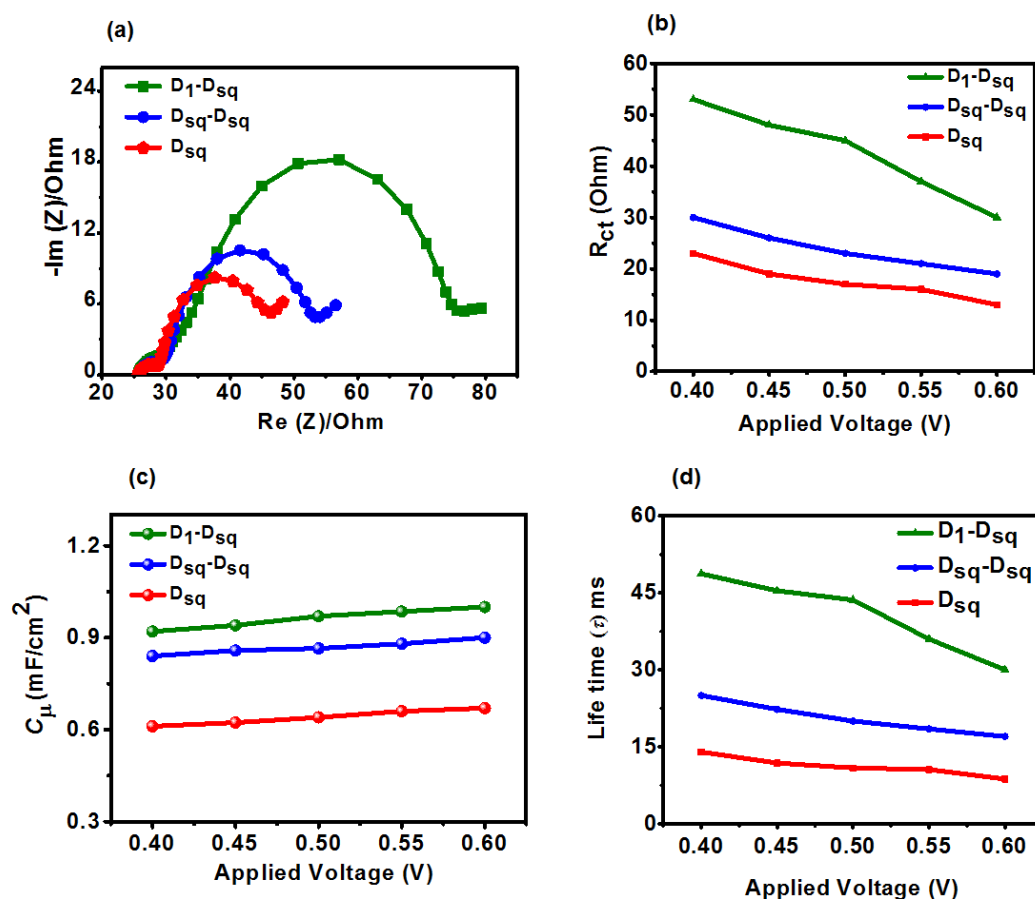 (a)
D1-Dsq
Dsq-Dsq
Dsq
-Im (Z)/Ohm
24
18
12
6
0
20 30 40 50 60 70 80
Re (Z)/Ohm
(b)
D1-Dsq
Dsq-Dsq
Dsq
Rct (Ohm)
60
50
40
30
20
10
0
0.40 0.45 0.50 0.55 0.60
Applied Voltage (V)
(c)
D1-Dsq
Dsq-Dsq
Dsq
Cμ (mF/cm2)
1.2
0.9
0.6
0.3
0.40 0.45 0.50 0.55 0.60
Applied Voltage (V)
(d)
D1-Dsq
Dsq-Dsq
Dsq
Life time (τ) ms
60
45
30
15
0
0.40 0.45 0.50 0.55 0.60
Applied Voltage (V)